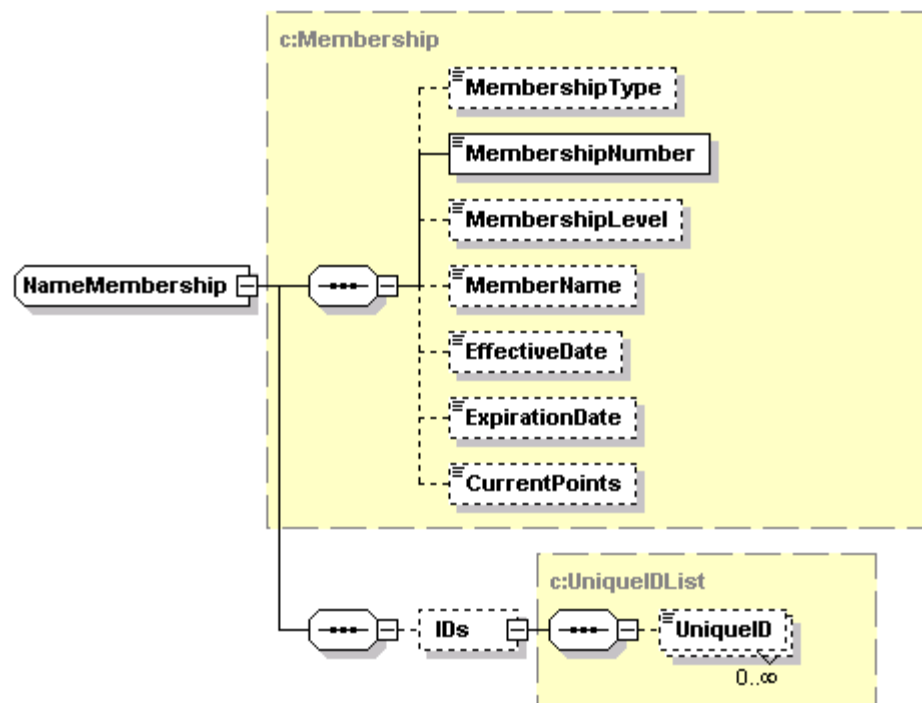 c:Membership
MembershipType
MembershipNumber
MembershipLevel
NameMembership
MemberName
EffectiveDate
ExpirationDate
CurrentPoints
c:UniqueIDList
IDs
UniqueID
0..∞